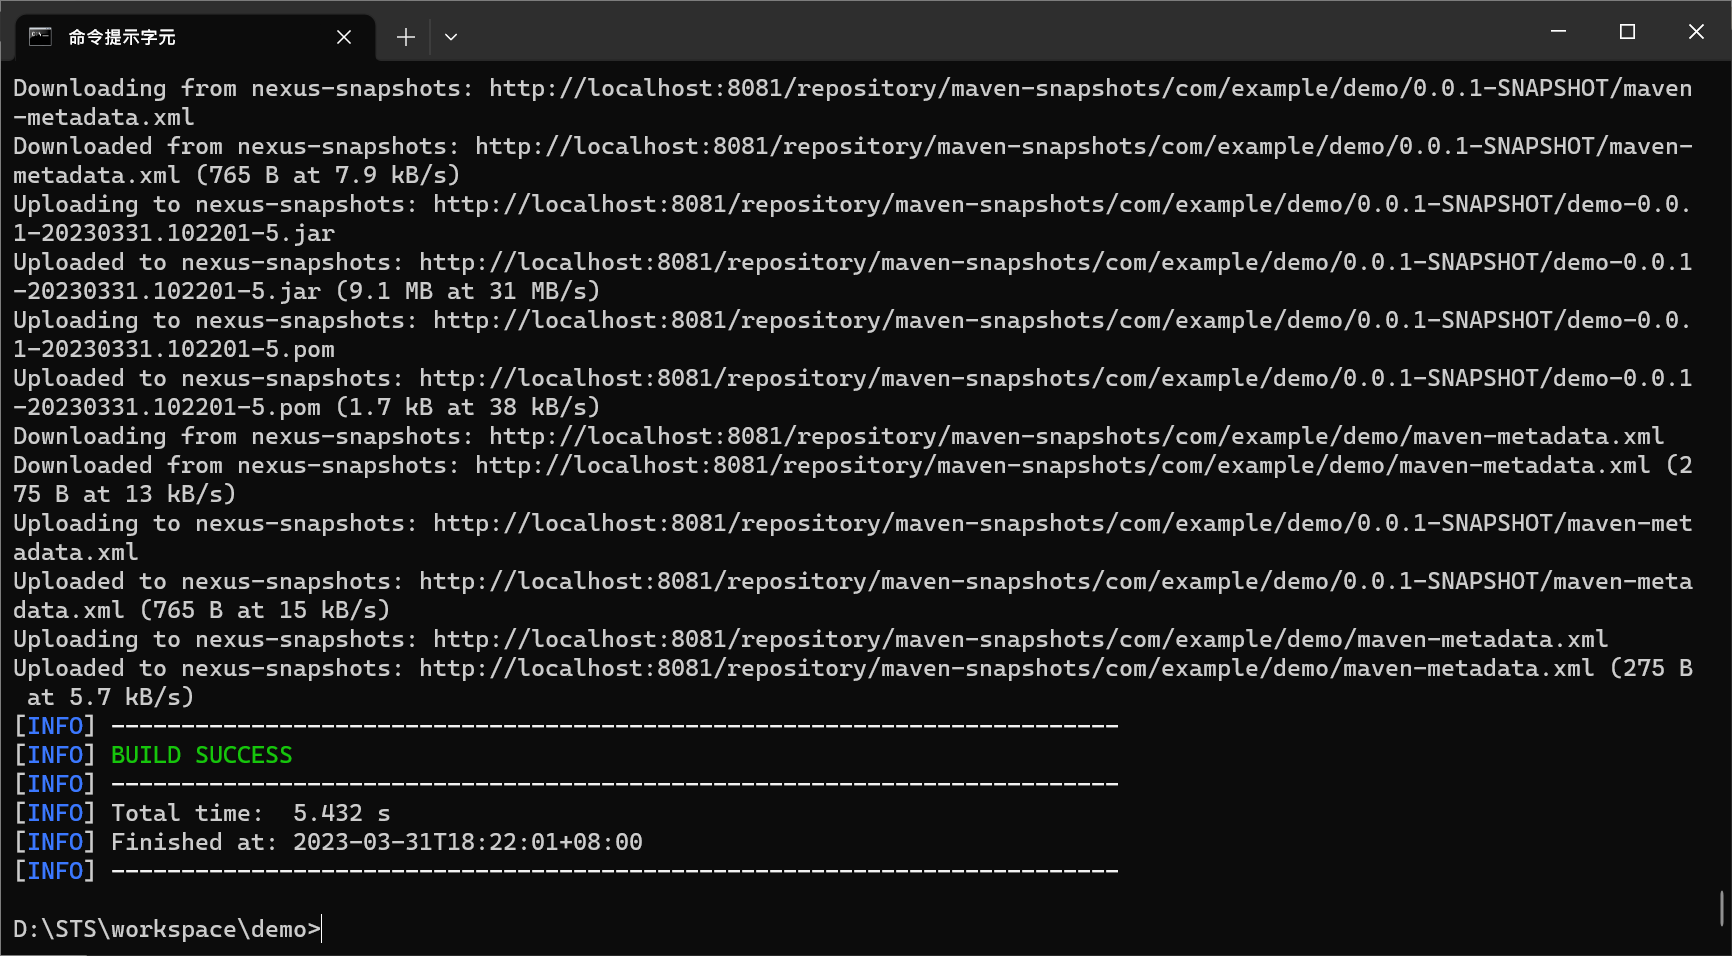 命令提示字元
Downloading from nexus-snapshots: http://localhost:8081/repository/maven-snapshots/com/example/demo/0.0.1-SNAPSHOT/maven
-metadata.xml
Downloaded from nexus-snapshots: http://localhost:8081/repository/maven-snapshots/com/example/demo/0.0.1-SNAPSHOT/maven-
metadata.xml (765 B at 7.9 kB/s)
Uploading to nexus-snapshots: http://localhost:8081/repository/maven-snapshots/com/example/demo/0.0.1-SNAPSHOT/demo-0.0.
1-20230331.102201-5.jar
Uploaded to nexus-snapshots: http://localhost:8081/repository/maven-snapshots/com/example/demo/0.0.1-SNAPSHOT/demo-0.0.1
-20230331.102201-5.jar (9.1 MB at 31 MB/s)
Uploading to nexus-snapshots: http://localhost:8081/repository/maven-snapshots/com/example/demo/0.0.1-SNAPSHOT/demo-0.0.
1-20230331.102201-5.pom
Uploaded to nexus-snapshots: http://localhost:8081/repository/maven-snapshots/com/example/demo/0.0.1-SNAPSHOT/demo-0.0.1
-20230331.102201-5.pom (1.7 kB at 38 kB/s)
Downloading from nexus-snapshots: http://localhost:8081/repository/maven-snapshots/com/example/demo/maven-metadata.xml
Downloaded from nexus-snapshots: http://localhost:8081/repository/maven-snapshots/com/example/demo/maven-metadata.xml (2
75 B at 13 kB/s)
Uploading to nexus-snapshots: http://localhost:8081/repository/maven-snapshots/com/example/demo/0.0.1-SNAPSHOT/maven-met
adata.xml
Uploaded to nexus-snapshots: http://localhost:8081/repository/maven-snapshots/com/example/demo/0.0.1-SNAPSHOT/maven-meta
data.xml (765 B at 15 kB/s)
Uploading to nexus-snapshots: http://localhost:8081/repository/maven-snapshots/com/example/demo/maven-metadata.xml
Uploaded to nexus-snapshots: http://localhost:8081/repository/maven-snapshots/com/example/demo/maven-metadata.xml (275 B
 at 5.7 kB/s)
[INFO] ------------------------------------------------------------------------
[INFO] BUILD SUCCESS
[INFO] ------------------------------------------------------------------------
[INFO] Total time:  5.432 s
[INFO] Finished at: 2023-03-31T18:22:01+08:00
[INFO] ------------------------------------------------------------------------
D:\STS\workspace\demo>